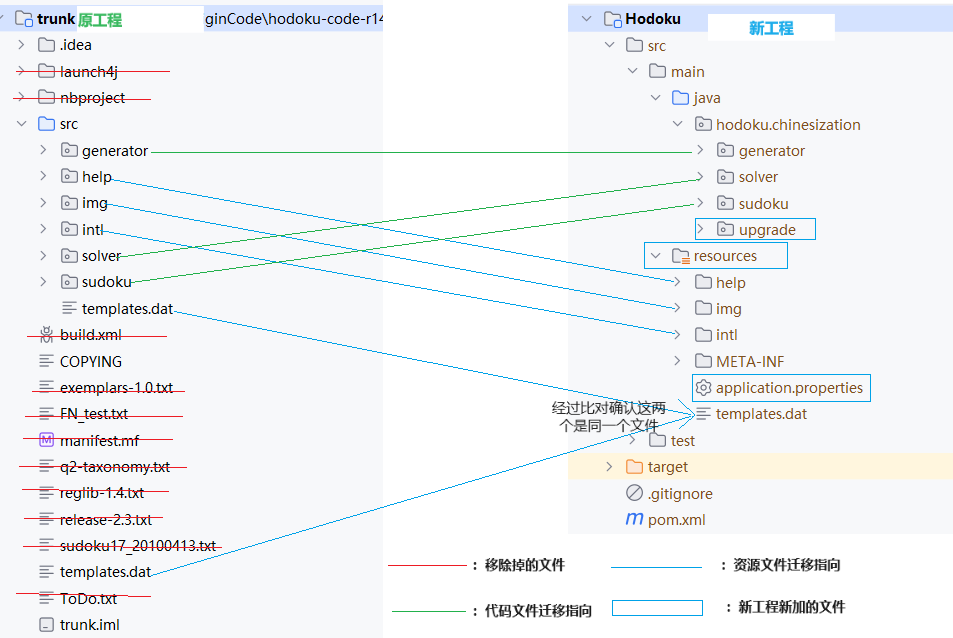 trunk 原工程 ginCode\hodoku-code-r14
.idea
launch4j
nbproject
src
generator
help
img
intl
solver
sudoku
templates.dat
build.xml
COPYING
exemplars-1.0.txt
FN_test.txt
manifest.mf
q2-taxonomy.txt
reglib-1.4.txt
release-2.3.txt
sudoku17_20100413.txt
templates.dat
ToDo.txt
trunk.iml
Hodoku
新工程
src
main
java
hodoku.chinesization
generator
solver
sudoku
upgrade
resources
help
img
intl
META-INF
application.properties
templates.dat
经过比对确认这两
个是同一个文件
test
target
.gitignore
pom.xml
：移除掉的文件
：资源文件迁移指向
：代码文件迁移指向
：新工程新加的文件